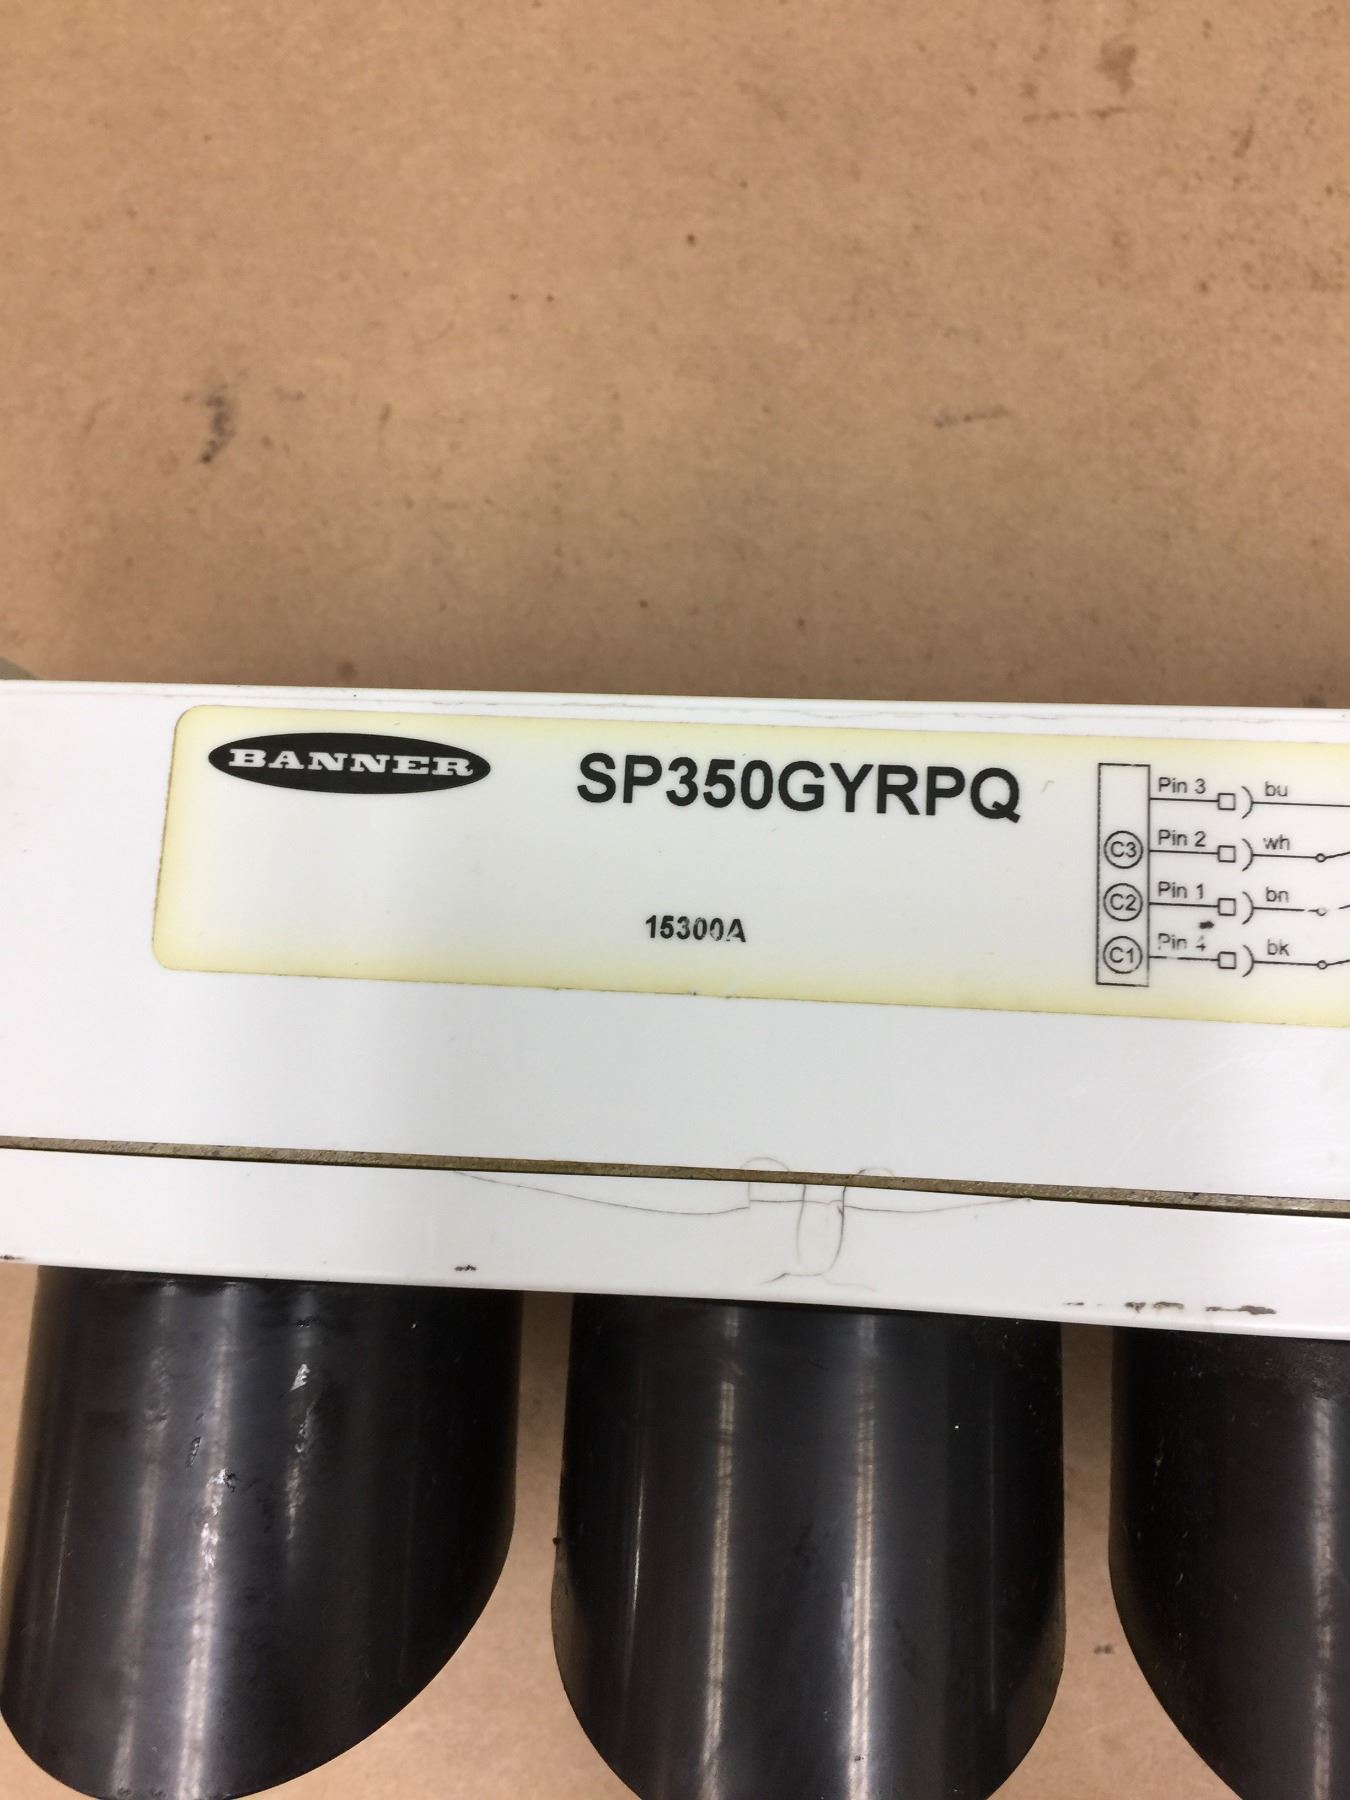 BANNER
SP350GYRPQ
15300A
Pin 3 bu
C3 Pin 2 wh
C2 Pin 1 bn
C1 Pin 4 bk